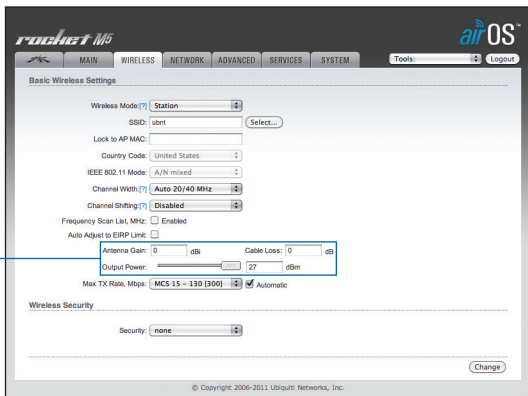 rocket M5 airOS™
MAIN WIRELESS NETWORK ADVANCED SERVICES SYSTEM Tools: Logout
Basic Wireless Settings
Wireless Mode:[?] Station
SSID: ubnt Select...
Lock to AP MAC:
Country Code: United States
IEEE 802.11 Mode: A/N mixed
Channel Width:[?] Auto 20/40 MHz
Channel Shifting:[?] Disabled
Frequency Scan List, MHz: Enabled
Auto Adjust to EIRP Limit:
Antenna Gain: 0 dBi Cable Loss: 0 dB
Output Power: 27 dBm
Max TX Rate, Mbps: MCS 15 - 130 [300] Automatic
Wireless Security
Security: none
Change
© Copyright 2006-2011 Ubiquiti Networks, Inc.